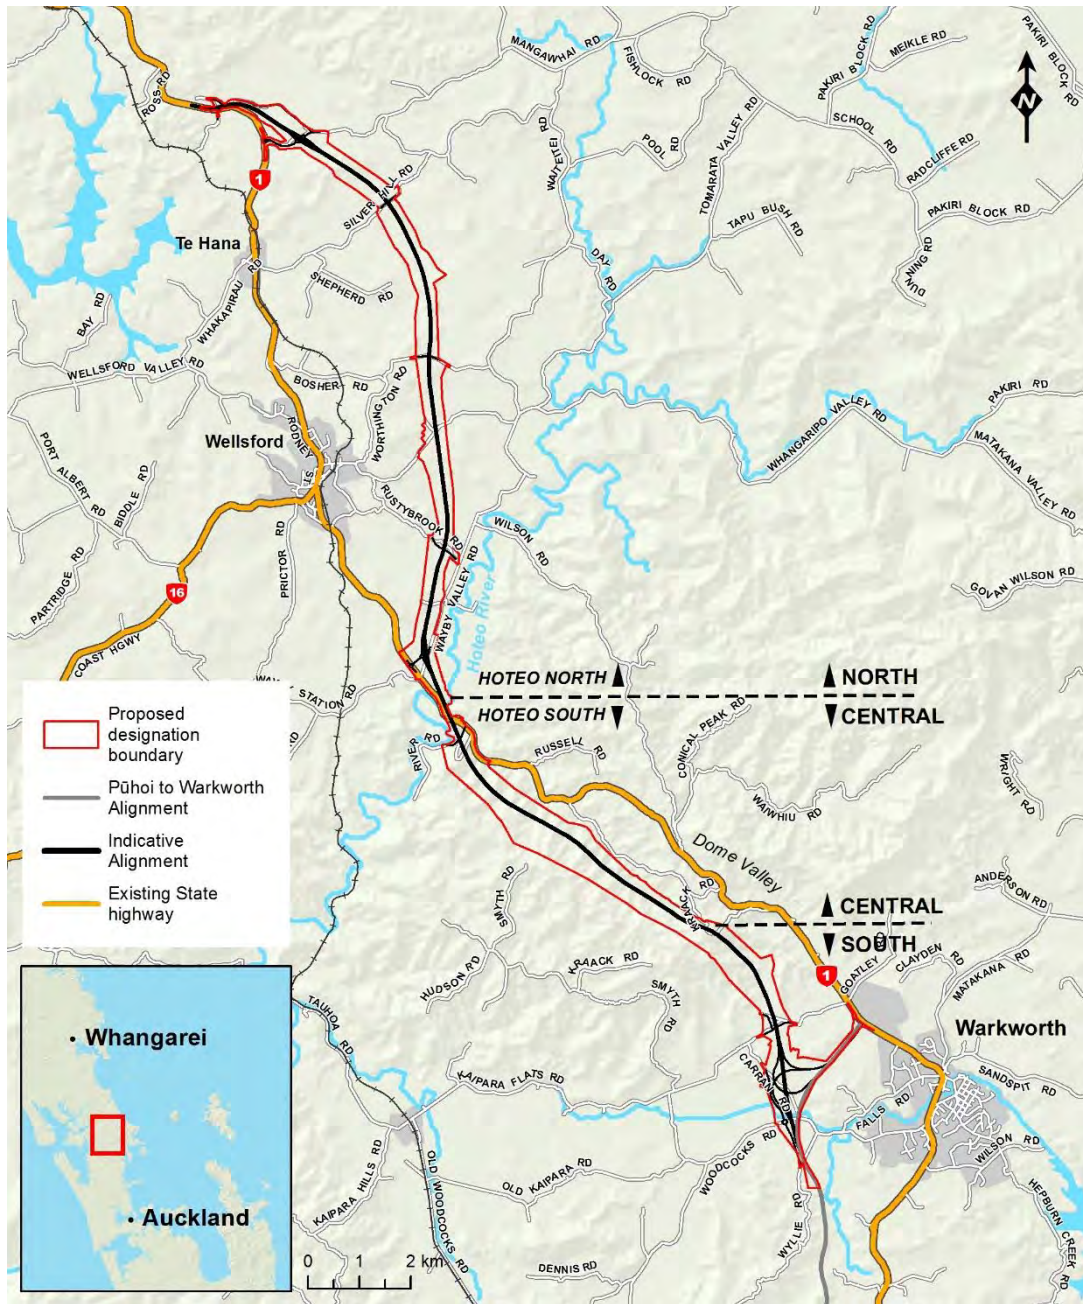 MANGAWHAI RD
FISHLOCK RD
PAKIRI BLOCK RD
MEIKLE RD
PAKIRI BLOCK RD
ROSS RD
N
SCHOOL RD
RADCLIFFE RD
WAITEITEI RD
POOL RD
TOMARATA VALLEY RD
1
SILVER HILL RD
TAPU BUSH RD
PAKIRI BLOCK RD
Te Hana
DAY RD
DUNNING RD
SHEPHERD RD
WHAKAPIRAU RD
BAY RD
WELLSFORD VALLEY RD
BOSHER RD
WORTHINGTON RD
PAKIRI RD
WHANGARIPO VALLEY RD
MATAKANA VALLEY RD
Wellsford
RODNEY ST
PORT ALBERT RD
BIDDLE RD
RUSTYBROOK RD
WILSON RD
PRICTOR RD
PARTRIDGE RD
16
GOVAN WILSON RD
WAYBY VALLEY RD
Hoteo River
COAST HGWY
STATION RD
HOTEO NORTH
NORTH
HOTEO SOUTH
CENTRAL
RIVER RD
RUSSELL RD
CONICAL PEAK RD
WRIGHT RD
WAIWHIU RD
Proposed
designation
boundary
Pūhoi to Warkworth
Alignment
Indicative
Alignment
Existing State
highway
Dome Valley
SMYTH RD
KRAACK RD
ANDERSON RD
CENTRAL
SOUTH
GOATLEY RD
CLAYDEN RD
MATAKANA RD
HUDSON RD
KRAACK RD
SMYTH RD
1
Warkworth
TAUHOA RD
SANDSPIT RD
Whangarei
KAIPARA FLATS RD
CARRAN RD
FALLS RD
WILSON RD
WOODCOCKS RD
OLD KAIPARA RD
KAIPARA HILLS RD
OLD WOODCOCKS RD
WYLLIE RD
HEPBURN CREEK RD
Auckland
0 1 2 km
DENNIS RD